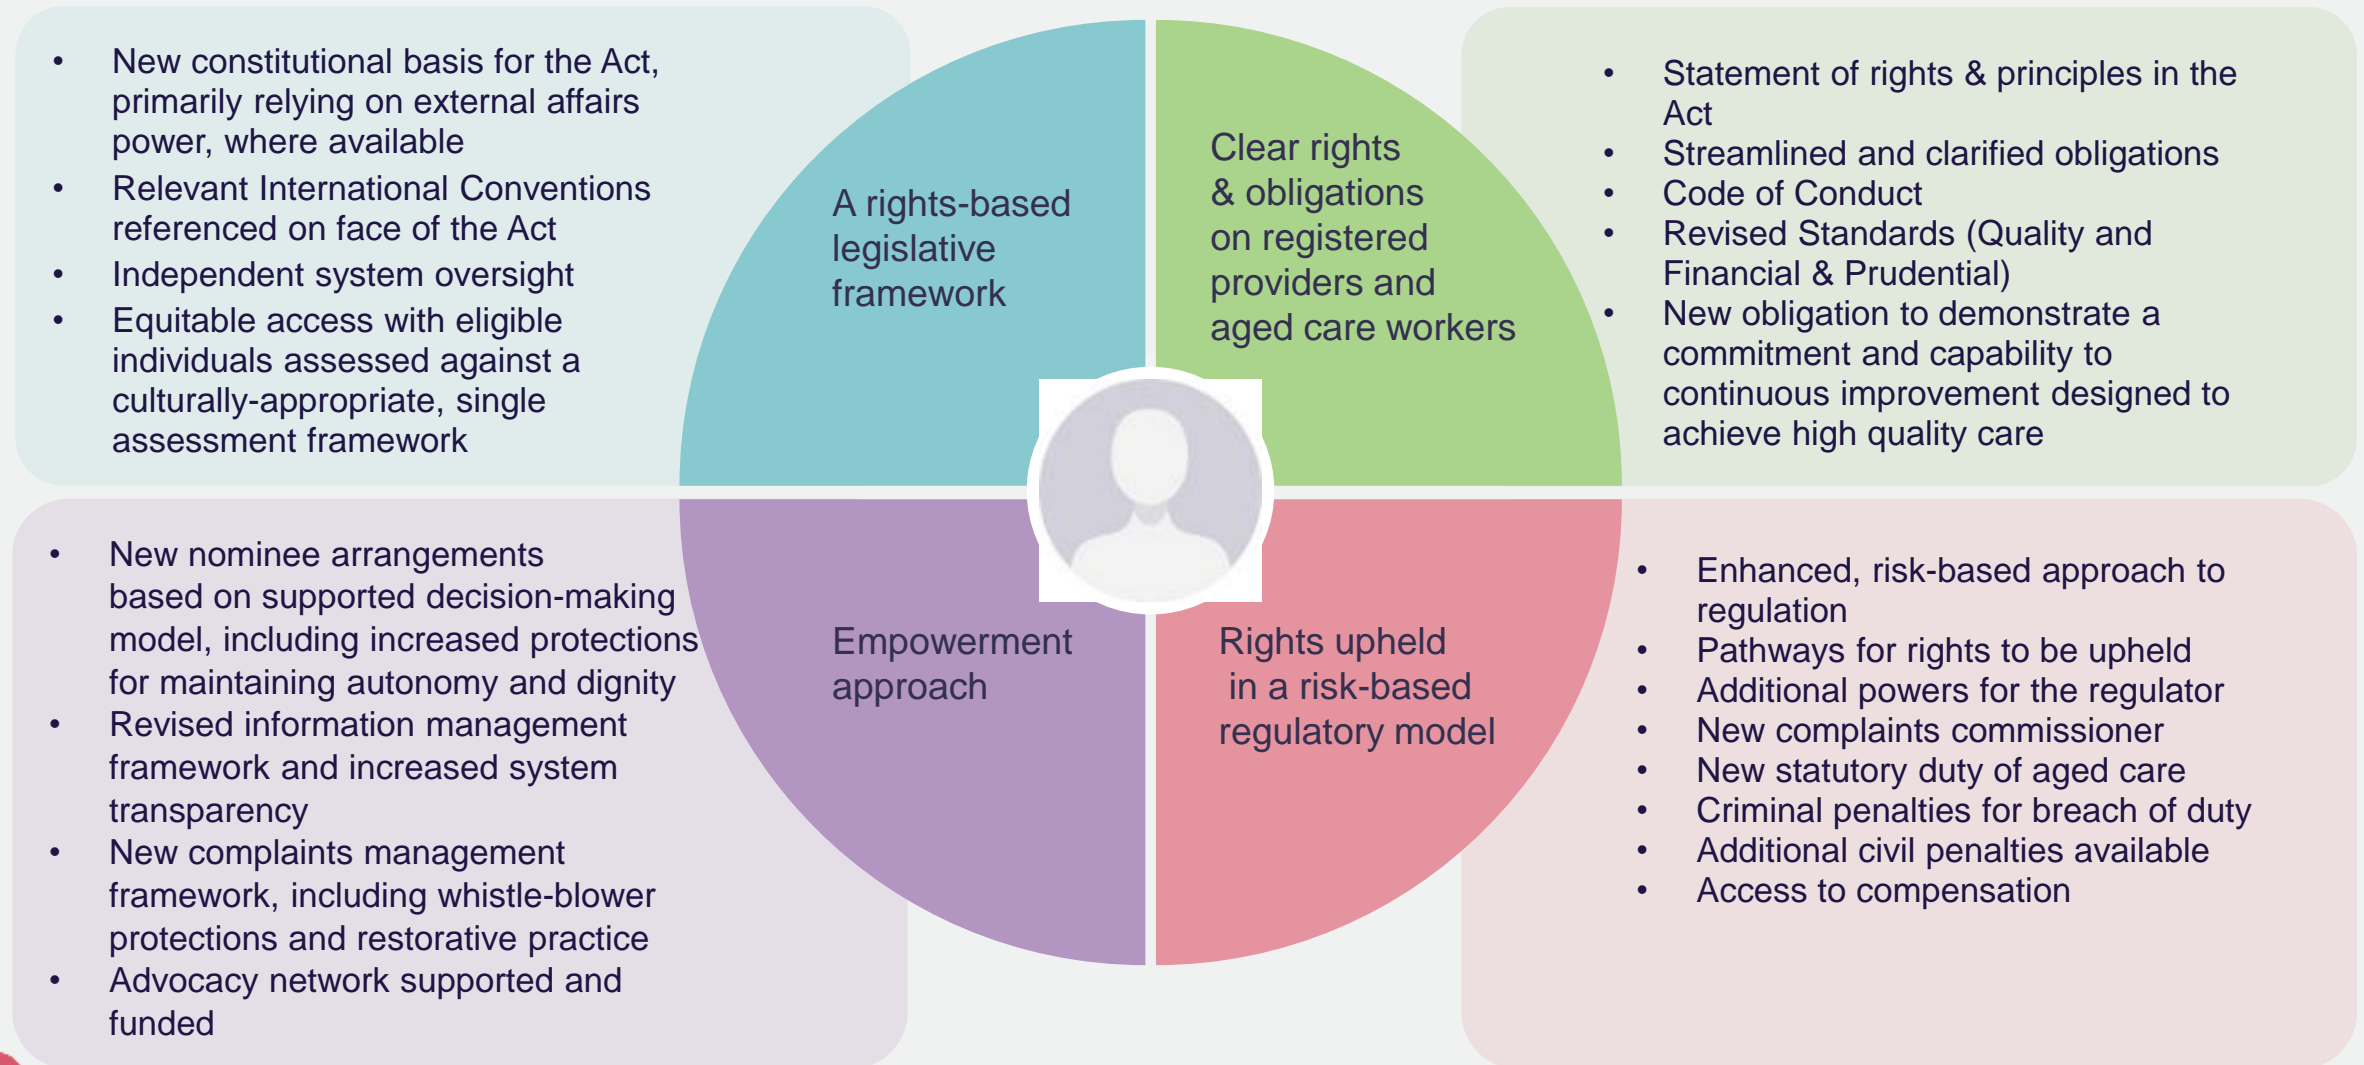 • New constitutional basis for the Act,
primarily relying on external affairs
power, where available
• Relevant International Conventions
referenced on face of the Act
• Independent system oversight
• Equitable access with eligible
individuals assessed against a
culturally-appropriate, single
assessment framework
A rights-based
legislative
framework
Clear rights
& obligations
on registered
providers and
aged care workers
• Statement of rights & principles in the
Act
• Streamlined and clarified obligations
• Code of Conduct
• Revised Standards (Quality and
Financial & Prudential)
• New obligation to demonstrate a
commitment and capability to
continuous improvement designed to
achieve high quality care
• New nominee arrangements
based on supported decision-making
model, including increased protections
for maintaining autonomy and dignity
• Revised information management
framework and increased system
transparency
• New complaints management
framework, including whistle-blower
protections and restorative practice
• Advocacy network supported and
funded
Empowerment
approach
Rights upheld
in a risk-based
regulatory model
• Enhanced, risk-based approach to
regulation
• Pathways for rights to be upheld
• Additional powers for the regulator
• New complaints commissioner
• New statutory duty of aged care
• Criminal penalties for breach of duty
• Additional civil penalties available
• Access to compensation